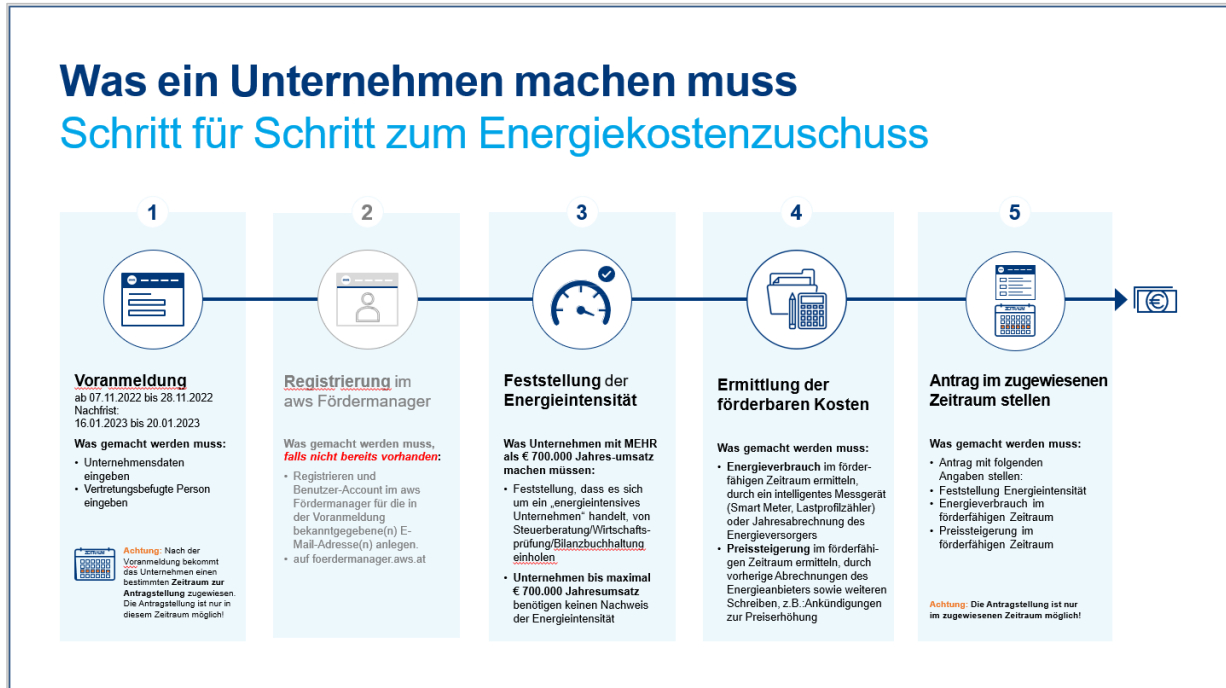 Was ein Unternehmen machen muss
Schritt für Schritt zum Energiekostenzuschuss
1
Voranmeldung
ab 07.11.2022 bis 28.11.2022
Nachfrist:
16.01.2023 bis 20.01.2023
Was gemacht werden muss:
• Unternehmensdaten
eingeben
• Vertretungsbefugte Person
eingeben
ZEITRAUM
Achtung: Nach der
Voranmeldung bekommt
das Unternehmen einen
bestimmten Zeitraum zur
Antragstellung zugewiesen.
Die Antragstellung ist nur in
diesem Zeitraum möglich!
2
Registrierung im
aws Fördermanager
Was gemacht werden muss,
falls nicht bereits vorhanden:
• Registrieren und
Benutzer-Account im aws
Fördermanager für die in
der Voranmeldung
bekanntgegebene(n) E-
Mail-Adresse(n) anlegen.
• auf foerdermanager.aws.at
3
Feststellung der
Energieintensität
Was Unternehmen mit MEHR
als € 700.000 Jahres-umsatz
machen müssen:
• Feststellung, dass es sich
um ein „energieintensives
Unternehmen“ handelt, von
Steuerberatung/Wirtschafts-
prüfung/Bilanzbuchhaltung
einholen
• Unternehmen bis maximal
€ 700.000 Jahresumsatz
benötigen keinen Nachweis
der Energieintensität
4
Ermittlung der
förderbaren Kosten
Was gemacht werden muss:
• Energieverbrauch im förder-
fähigen Zeitraum ermitteln,
durch ein intelligentes Messgerät
(Smart Meter, Lastprofilzähler)
oder Jahresabrechnung des
Energieversorgers
• Preissteigerung im förderfähi-
gen Zeitraum ermitteln, durch
vorherige Abrechnungen des
Energieanbieters sowie weiteren
Schreiben, z.B.:Ankündigungen
zur Preiserhöhung
5
ZEITRAUM
Antrag im zugewiesenen
Zeitraum stellen
Was gemacht werden muss:
• Antrag mit folgenden
Angaben stellen:
• Feststellung Energieintensität
• Energieverbrauch im
förderfähigen Zeitraum
• Preissteigerung im
förderfähigen Zeitraum
Achtung: Die Antragstellung ist nur
im zugewiesenen Zeitraum möglich!
€